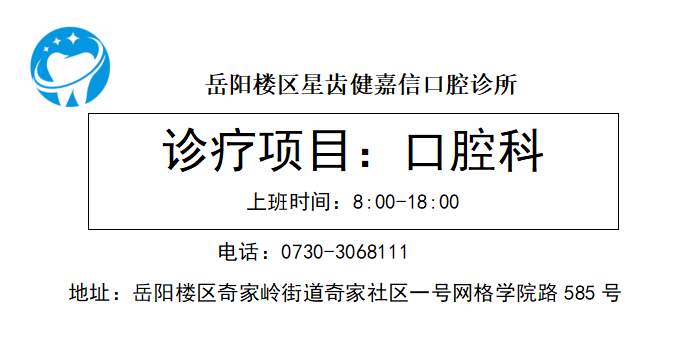 岳阳楼区星齿健嘉信口腔诊所
诊疗项目：口腔科
上班时间：8:00-18:00
电话：0730-3068111
地址：岳阳楼区奇家岭街道奇家社区一号网格学院路 585 号